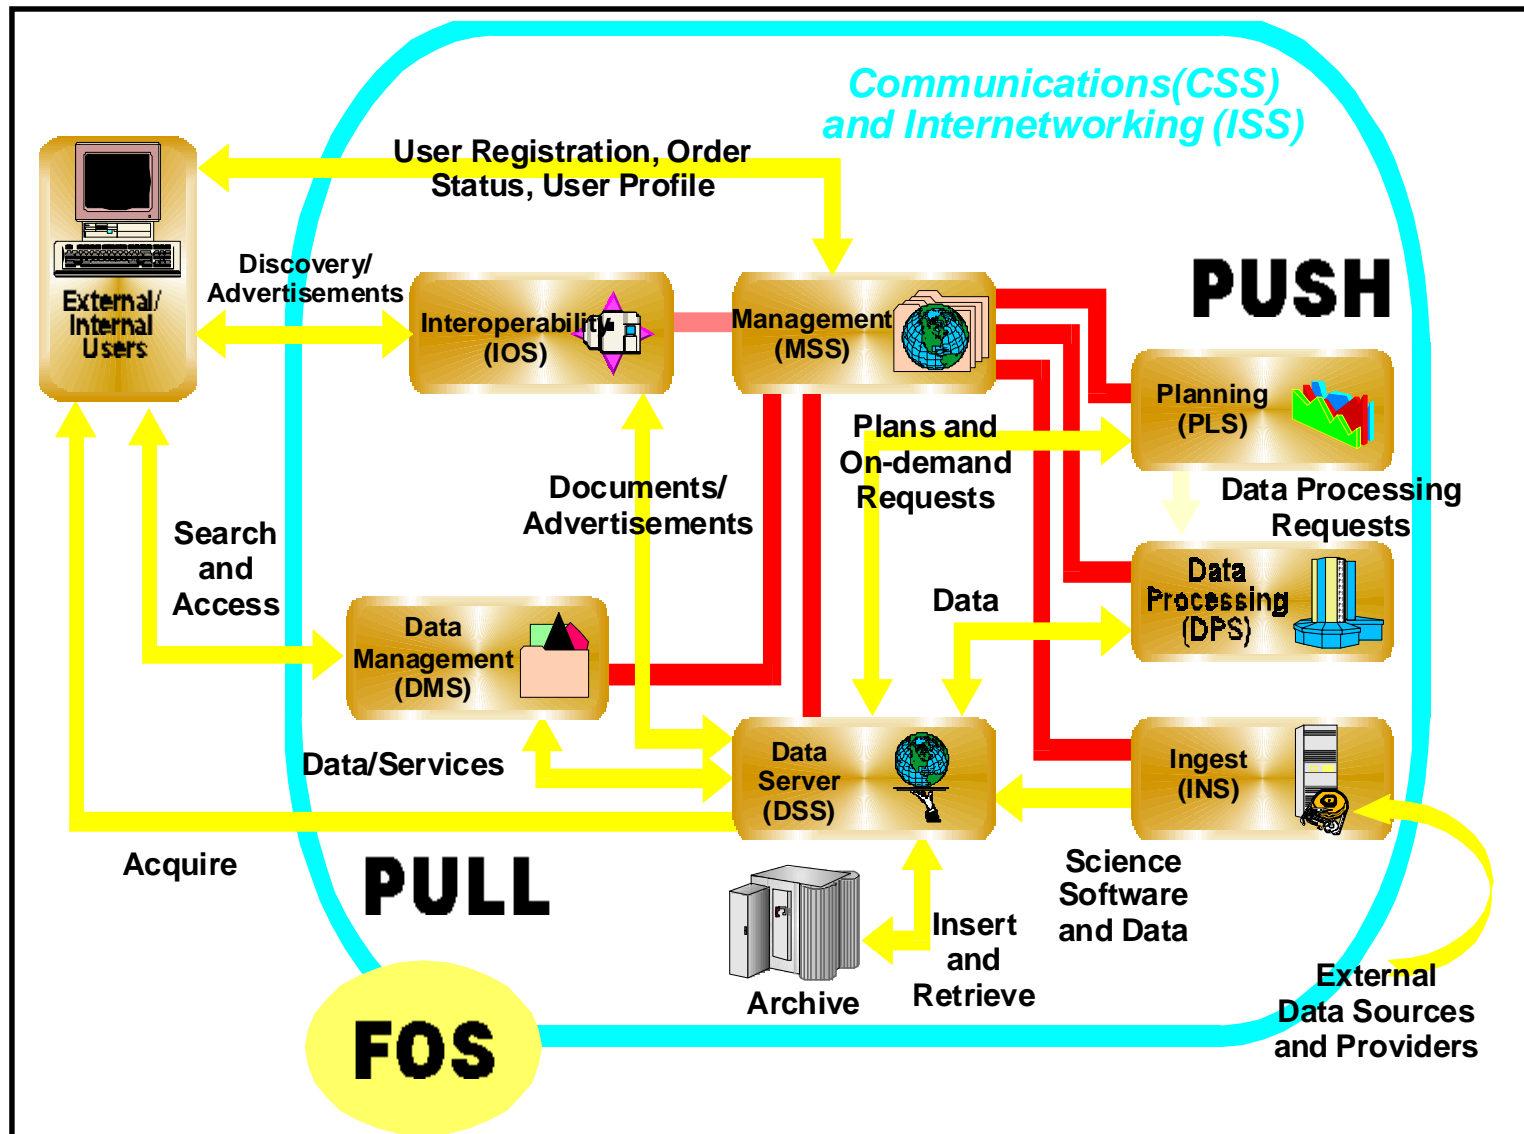 Communications(CSS)
and Internetworking (ISS)
User Registration, Order
Status, User Profile
External/
Internal
Users
Discovery/
Advertisements
Interoperability
(IOS)
Management
(MSS)
PUSH
Planning
(PLS)
Plans and
On-demand
Requests
Documents/
Advertisements
Data Processing
Requests
Search
and
Access
Data
Processing
(DPS)
Data
Data
Management
(DMS)
Data/Services
Data
Server
(DSS)
Ingest
(INS)
Acquire
PULL
Science
Software
and Data
Insert
and
Retrieve
Archive
External
Data Sources
and Providers
FOS